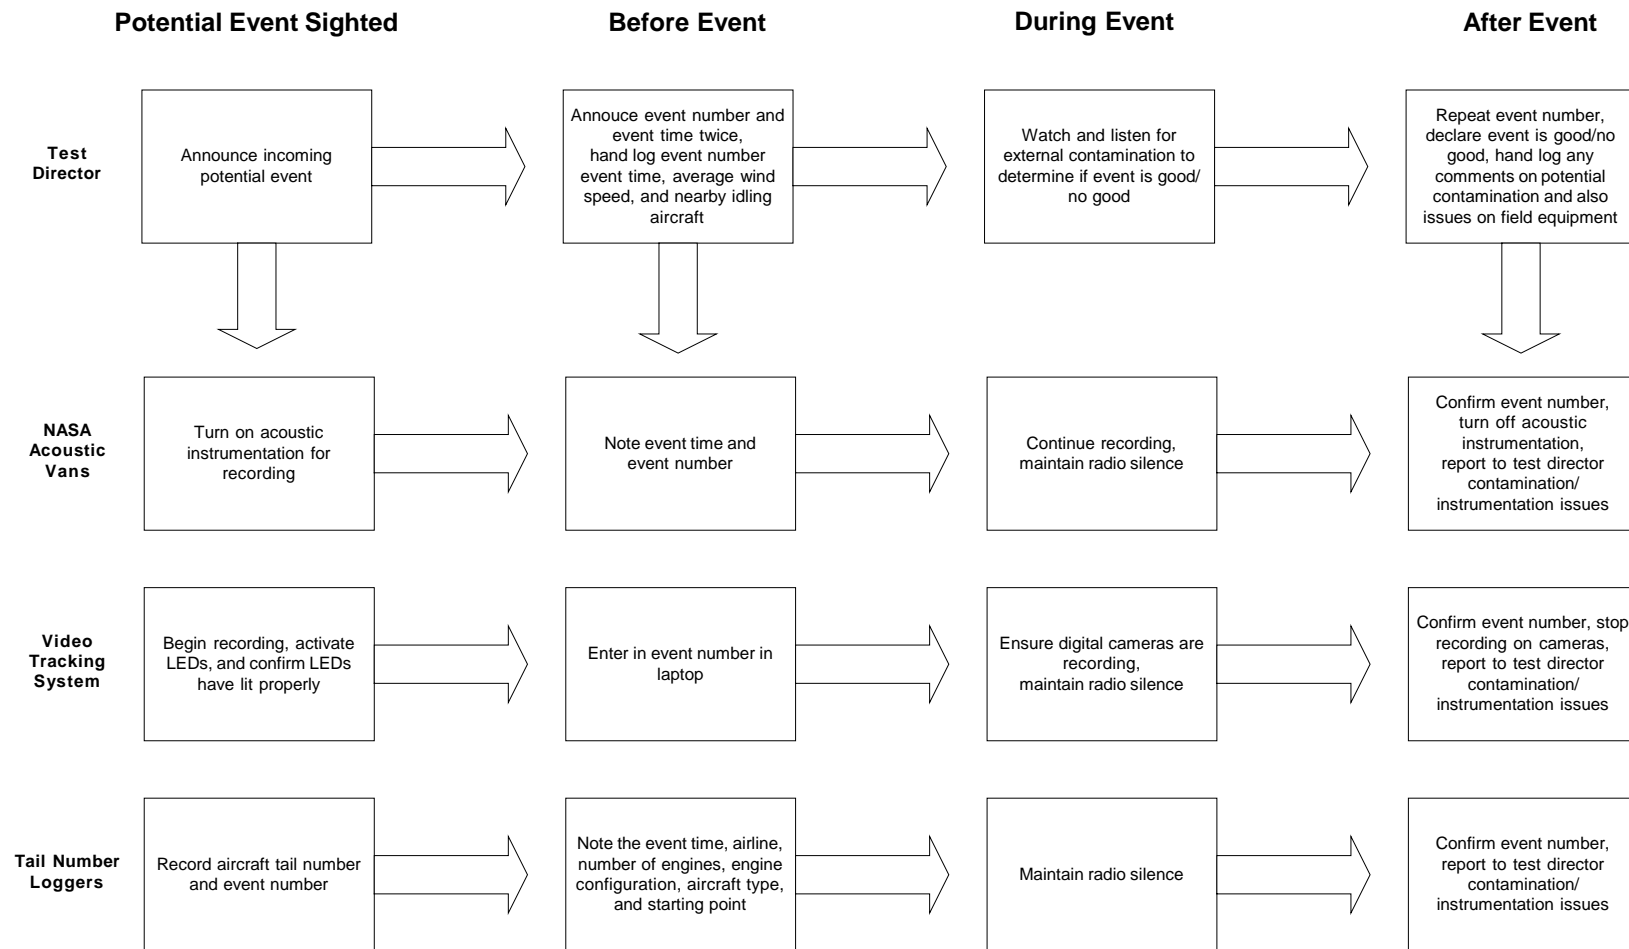 Potential Event Sighted
Before Event
During Event
After Event
Test
Director
Announce incoming
potential event
Annouce event number and
event time twice,
hand log event number
event time, average wind
speed, and nearby idling
aircraft
Watch and listen for
external contamination to
determine if event is good/
no good
Repeat event number,
declare event is good/no
good, hand log any
comments on potential
contamination and also
issues on field equipment
NASA
Acoustic
Vans
Turn on acoustic
instrumentation for
recording
Note event time and
event number
Continue recording,
maintain radio silence
Confirm event number,
turn off acoustic
instrumentation,
report to test director
contamination/
instrumentation issues
Video
Tracking
System
Begin recording, activate
LEDs, and confirm LEDs
have lit properly
Enter in event number in
laptop
Ensure digital cameras are
recording,
maintain radio silence
Confirm event number, stop
recording on cameras,
report to test director
contamination/
instrumentation issues
Tail Number
Loggers
Record aircraft tail number
and event number
Note the event time, airline,
number of engines, engine
configuration, aircraft type,
and starting point
Maintain radio silence
Confirm event number,
report to test director
contamination/
instrumentation issues